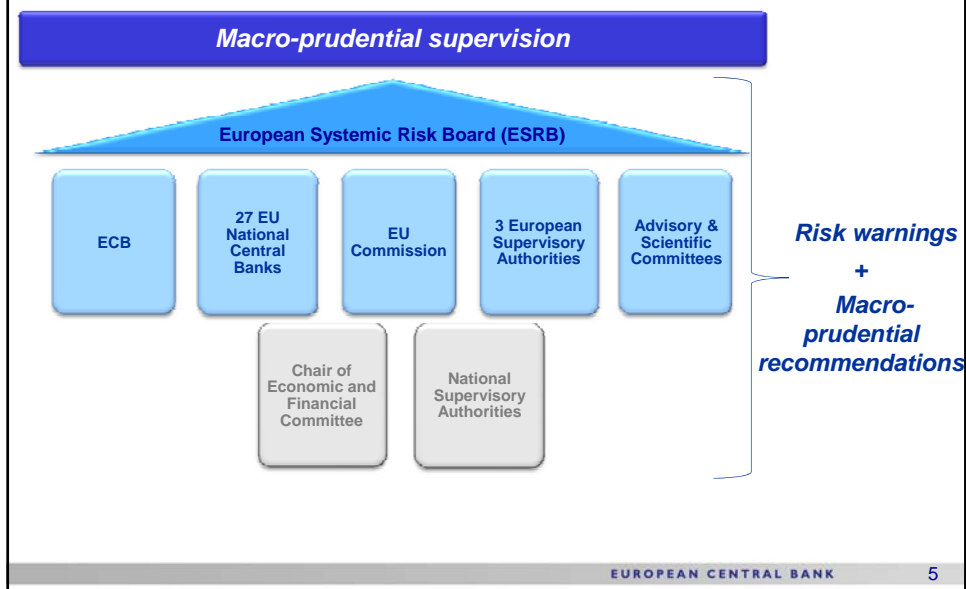 Macro-prudential supervision
European Systemic Risk Board (ESRB)
ECB
27 EU
National
Central
Banks
EU
Commission
3 European
Supervisory
Authorities
Advisory &
Scientific
Committees
Chair of
Economic and
Financial
Committee
National
Supervisory
Authorities
Risk warnings
+
Macro-
prudential
recommendations
EUROPEAN CENTRAL BANK
5